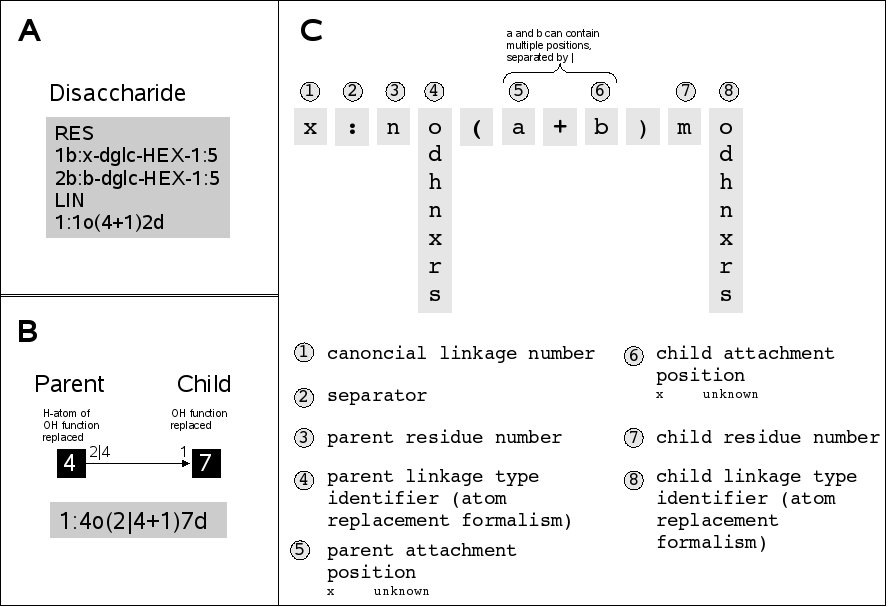 A
Disaccharide
RES
1b:x-dglc-HEX-1:5
2b:b-dglc-HEX-1:5
LIN
1:1o(4+1)2d
B
Parent Child
H-atom of
OH function
replaced
OH function
replaced
4 2|4 1 7
1:4o(2|4+1)7d
C
a and b can contain
multiple positions,
separated by |
1 2 3 4 5 6 7 8
x : n o ( a + b ) m o
d d
h h
n n
x x
r r
s s
1 canoncial linkage number
2 separator
3 parent residue number
4 parent linkage type
identifier (atom
replacement formalism)
5 parent attachment
position
x unknown
6 child attachment
position
x unknown
7 child residue number
8 child linkage type
identifier (atom
replacement
formalism)